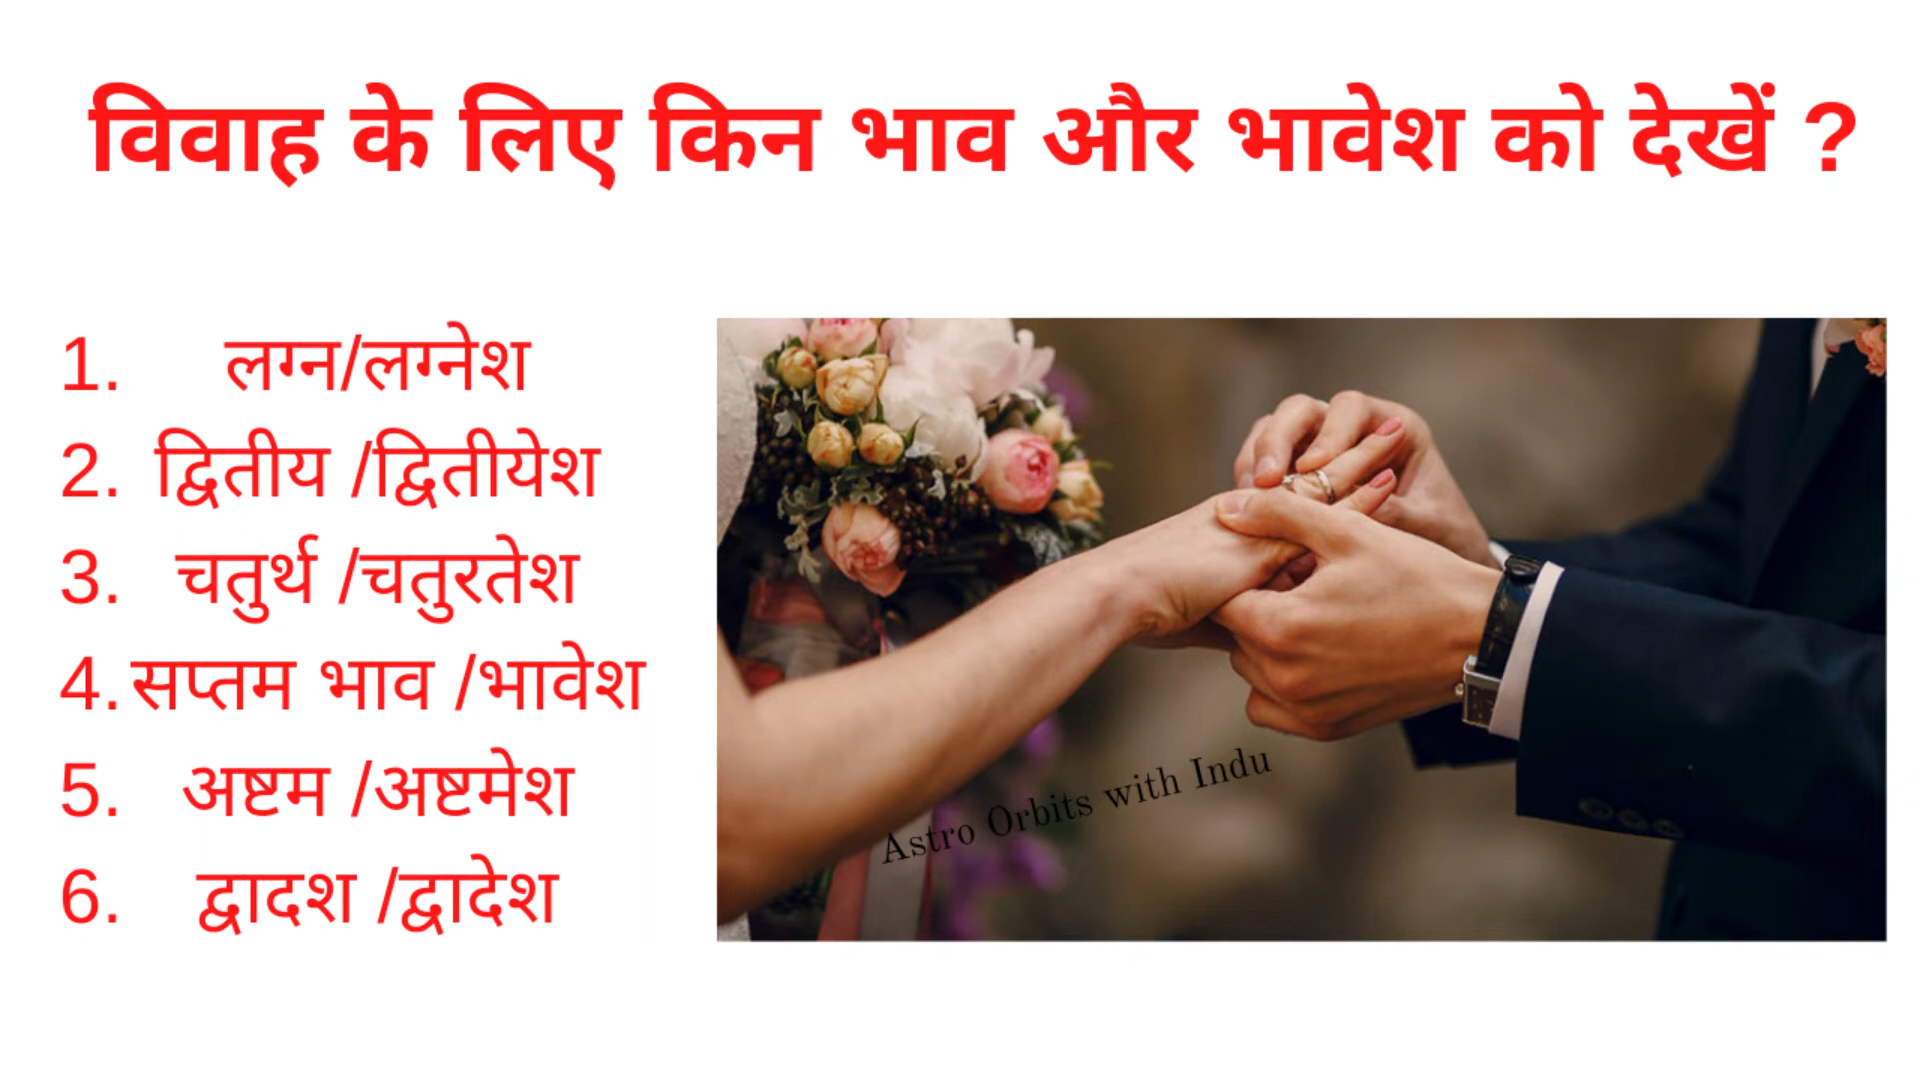 विवाह के लिए किन भाव और भावेश को देखें ?
1. लग्न/लग्नेश
2. द्वितीय /द्वितीयेश
3. चतुर्थ /चतुरतेश
4. सप्तम भाव /भावेश
5. अष्टम /अष्टमेश
6. द्वादश /द्वादेश
Astro Orbits with Indu